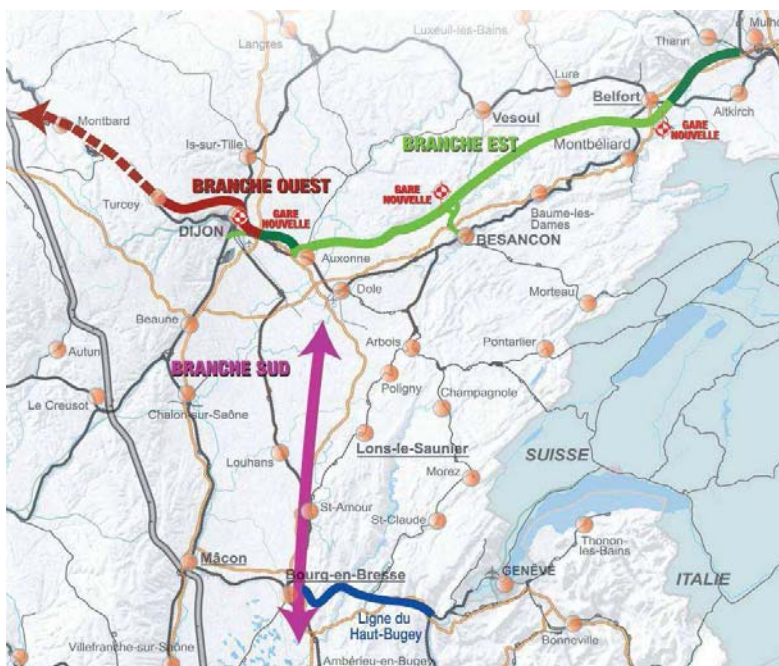 Luxeuil-les-Bains
Langres
Thann
Mulho
Lure
Belfort
Vesoul
Altkirch
Montbard
Is-sur-Tille
BRANCHE EST
GARE
NOUVELLE
Montbéliard
BRANCHE OUEST
GARE
NOUVELLE
Turcey
GARE
NOUVELLE
Baume-les-
Dames
DIJON
BESANCON
Auxonne
Dole
Morteau
Beaune
Arbois
Pontarlier
Autun
BRANCHE SUD
Poligny
Champagnole
Le Creusot
Chalon-sur-Saône
Lons-le-Saunier
SUISSE
Louhans
Morez
St-Amour
St-Claude
Thonon-
les-Bains
Mâcon
Bourg-en-Bresse
GENÈVE
ITALIE
Ligne du
Haut-Bugey
Bonneville
Villefranche-sur-Saône
Ambérieu-en-Bugey